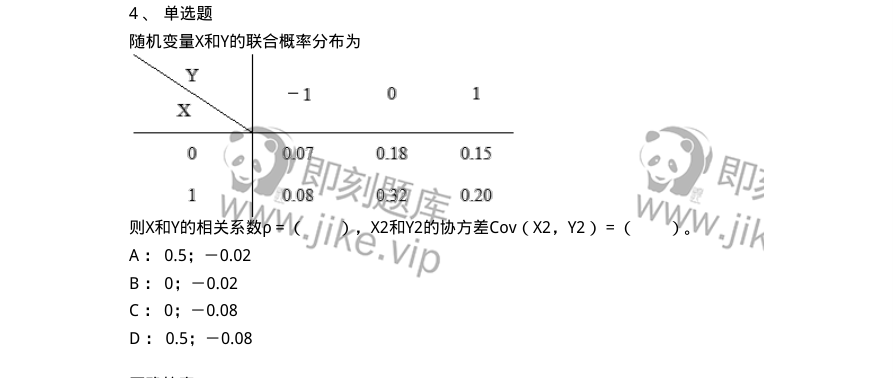 4、 单选题
随机变量X和Y的联合概率分布为
Y
X
－1 0 1
0 0.07 0.18 0.15
1 0.08 0.32 0.20
则X和Y的相关系数ρ=（ ），X2和Y2的协方差Cov（X2，Y2）=（ ）。
A： 0.5；－0.02
B： 0；－0.02
C： 0；－0.08
D： 0.5；－0.08
即刻题库
www.jike.vip
即刻
www.jik